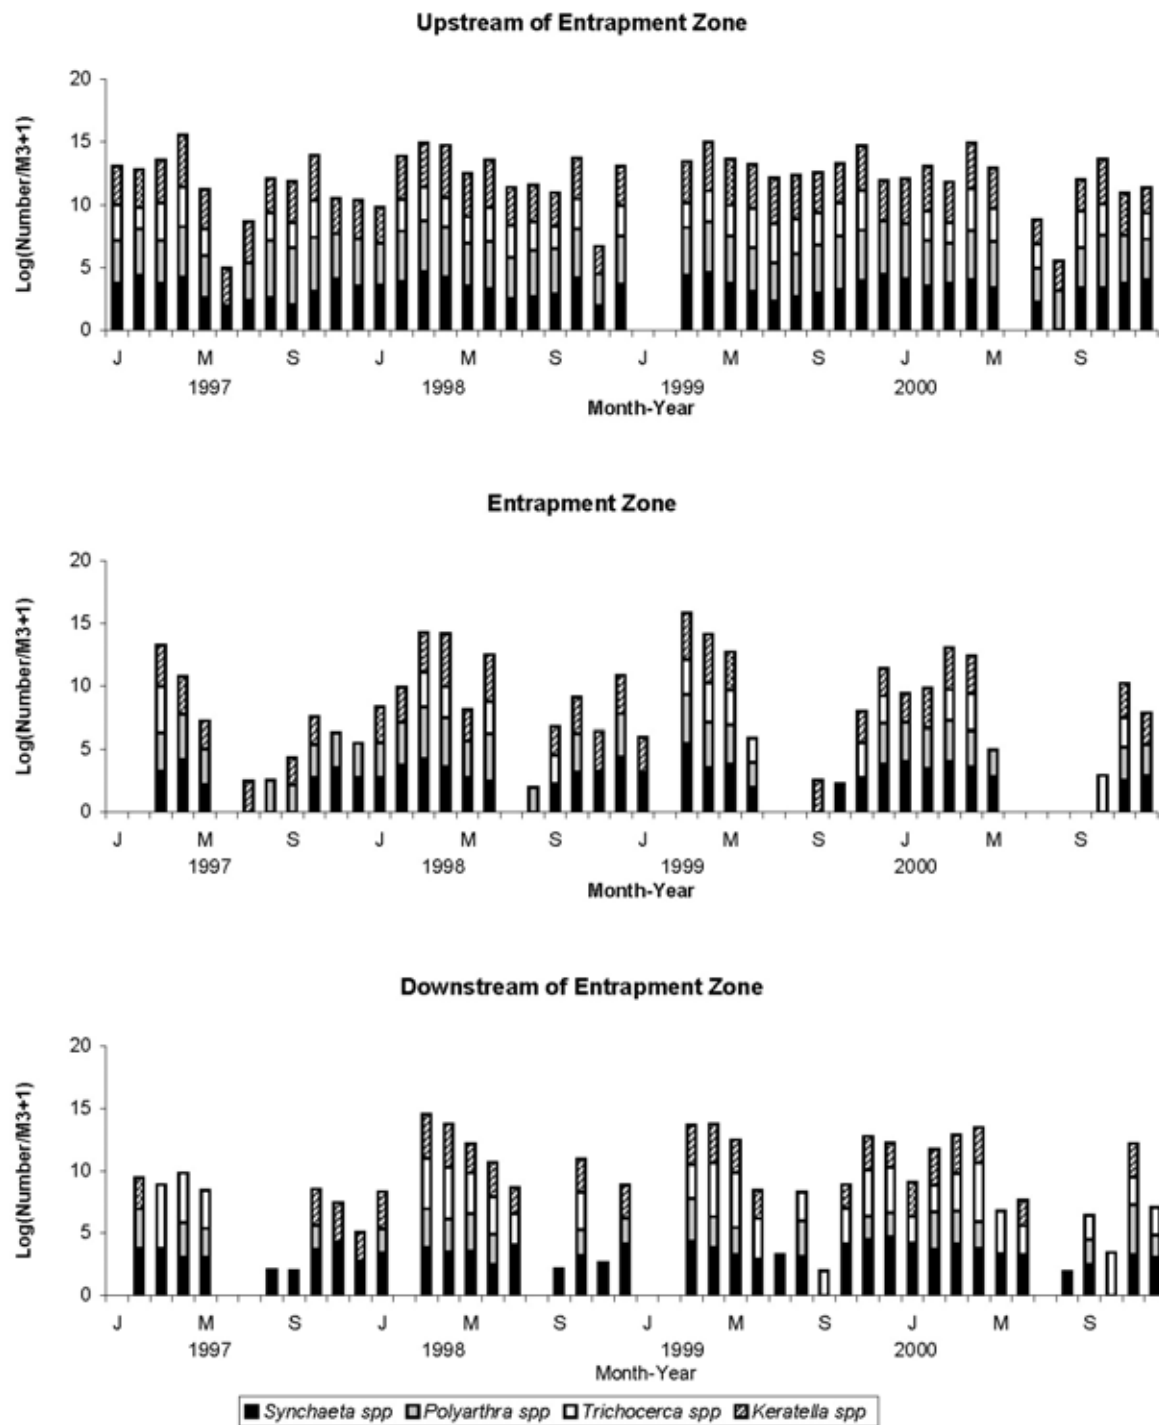 Upstream of Entrapment Zone
Log(Number/M3+1)
20
15
10
5
0
J M S J M S J M S J M S
1997 1998 1999 2000
Month-Year
Entrapment Zone
Log(Number/M3+1)
20
15
10
5
0
J M S J M S J M S J M S
1997 1998 1999 2000
Month-Year
Downstream of Entrapment Zone
Log(Number/M3+1)
20
15
10
5
0
J M S J M S J M S J M S
1997 1998 1999 2000
Month-Year
Synchaeta spp Polyarthra spp Trichocerca spp Keratella spp